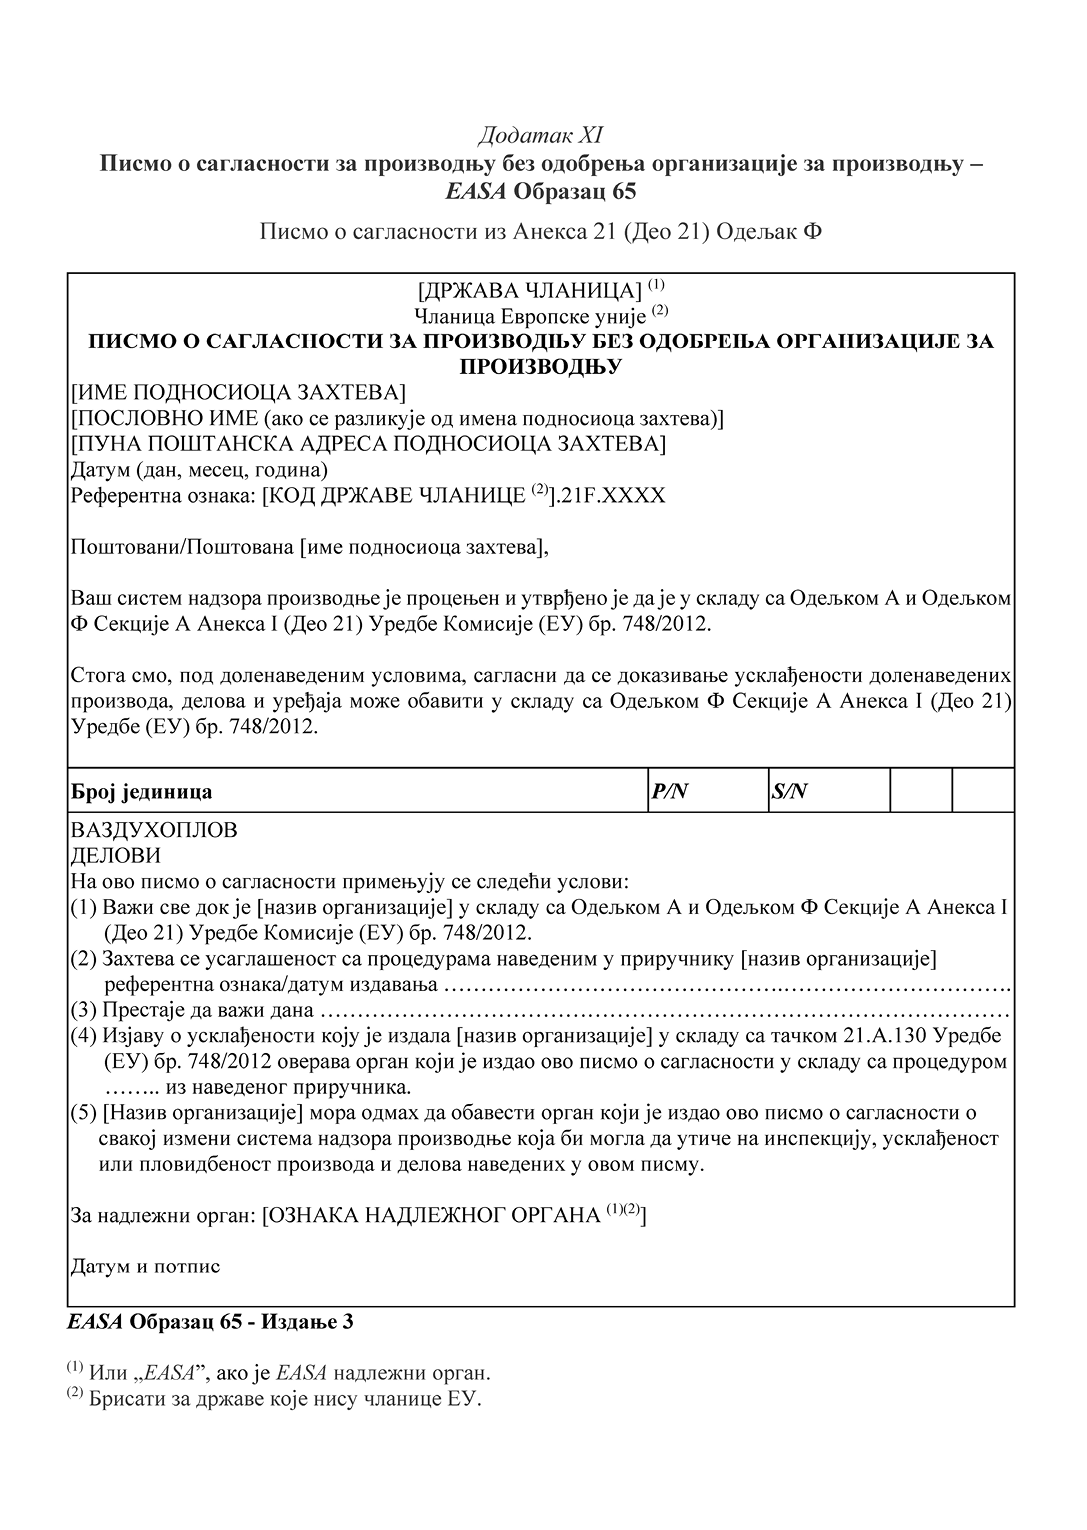 Додатак XI
Писмо о сагласности за производњу без одобрења организације за производњу –
EASA Образац 65
Писмо о сагласности из Анекса 21 (Део 21) Одељак Ф
[ДРЖАВА ЧЛАНИЦА] (1)
Чланица Европске уније (2)
ПИСМО О САГЛАСНОСТИ ЗА ПРОИЗВОДЊУ БЕЗ ОДОБРЕЊА ОРГАНИЗАЦИЈЕ ЗА
ПРОИЗВОДЊУ
[ИМЕ ПОДНОСИОЦА ЗАХТЕВА]
[ПОСЛОВНО ИМЕ (ако се разликује од имена подносиоца захтева)]
[ПУНА ПОШТАНСКА АДРЕСА ПОДНОСИОЦА ЗАХТЕВА]
Датум (дан, месец, година)
Референтна ознака: [КОД ДРЖАВЕ ЧЛАНИЦЕ (2)].21F.XXXX
Поштовани/Поштована [име подносиоца захтева],
Ваш систем надзора производње је процењен и утврђено је да је у складу са Одељком А и Одељком
Ф Секције А Анекса I (Део 21) Уредбе Комисије (ЕУ) бр. 748/2012.
Стога смо, под доленаведеним условима, сагласни да се доказивање усклађености доленаведених
производа, делова и уређаја може обавити у складу са Одељком Ф Секције А Анекса I (Део 21)
Уредбе (ЕУ) бр. 748/2012.
Број јединица P/N S/N
ВАЗДУХОПЛОВ
ДЕЛОВИ
На ово писмо о сагласности примењују се следећи услови:
(1) Важи све док је [назив организације] у складу са Одељком А и Одељком Ф Секције А Анекса I
(Део 21) Уредбе Комисије (ЕУ) бр. 748/2012.
(2) Захтева се усаглашеност са процедурама наведеним у приручнику [назив организације]
референтна ознака/датум издавања …………………………………….………………………..
(3) Престаје да важи дана ……………………………………………………………………………
(4) Изјаву о усклађености коју је издала [назив организације] у складу са тачком 21.А.130 Уредбе
(ЕУ) бр. 748/2012 оверава орган који је издао ово писмо о сагласности у складу са процедуром
…….. из наведеног приручника.
(5) [Назив организације] мора одмах да обавести орган који је издао ово писмо о сагласности о
свакој измени система надзора производње која би могла да утиче на инспекцију, усклађеност
или пловидбеност производа и делова наведених у овом писму.
За надлежни орган: [ОЗНАКА НАДЛЕЖНОГ ОРГАНА (1)(2)]
Датум и потпис
EASA Образац 65 - Издање 3
(1) Или „EASA”, ако је EASA надлежни орган.
(2) Брисати за државе које нису чланице ЕУ.